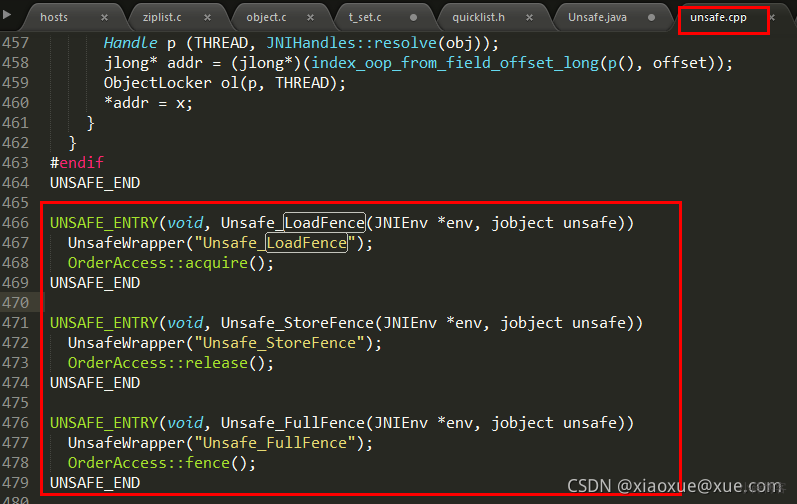 hosts × ziplist.c × object.c × t_set.c quicklist.h × Unsafe.java unsafe.cpp ×
457 Handle p (THREAD, JNIHandles::resolve(obj));
458 jlong* addr = (jlong*)(index_oop_from_field_offset_long(p(), offset));
459 ObjectLocker ol(p, THREAD);
460 *addr = x;
461 }
462 }
463 #endif
464 UNSAFE_END
465
466 UNSAFE_ENTRY(void, Unsafe_LoadFence(JNIEnv *env, jobject unsafe))
467 UnsafeWrapper("Unsafe_LoadFence");
468 OrderAccess::acquire();
469 UNSAFE_END
470
471 UNSAFE_ENTRY(void, Unsafe_StoreFence(JNIEnv *env, jobject unsafe))
472 UnsafeWrapper("Unsafe_StoreFence");
473 OrderAccess::release();
474 UNSAFE_END
475
476 UNSAFE_ENTRY(void, Unsafe_FullFence(JNIEnv *env, jobject unsafe))
477 UnsafeWrapper("Unsafe_FullFence");
478 OrderAccess::fence();
479 UNSAFE_END
480
CSDN @xiaoxue@xue.com